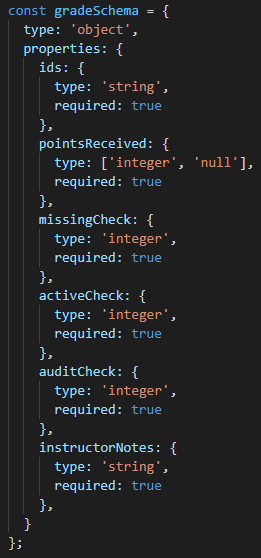 const gradeSchema = {
  type: 'object',
  properties: {
    ids: {
      type: 'string',
      required: true
    },
    pointsReceived: {
      type: ['integer', 'null'],
      required: true
    },
    missingCheck: {
      type: 'integer',
      required: true
    },
    activeCheck: {
      type: 'integer',
      required: true
    },
    auditCheck: {
      type: 'integer',
      required: true
    },
    instructorNotes: {
      type: 'string',
      required: true
    },
  }
};